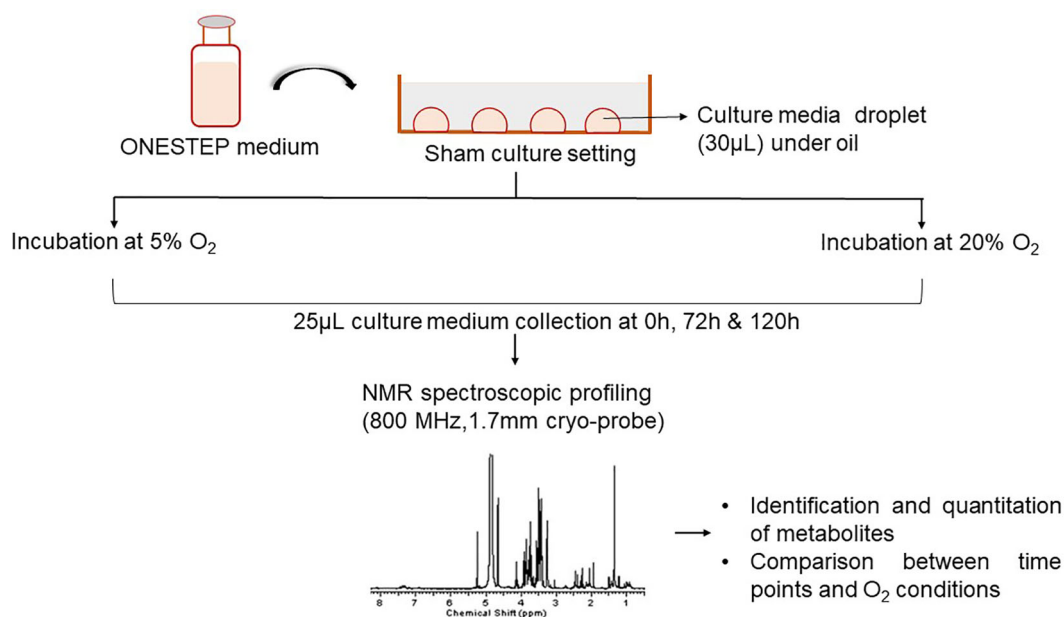 ONESTEP medium
Sham culture setting
Culture media droplet
(30µL) under oil
Incubation at 5% O₂
Incubation at 20% O₂
25µL culture medium collection at 0h, 72h & 120h
NMR spectroscopic profiling
(800 MHz,1.7mm cryo-probe)
8 7 6 5 4 3 2 1
Chemical Shift (ppm)
• Identification and quantitation
of metabolites
• Comparison between time
points and O₂ conditions